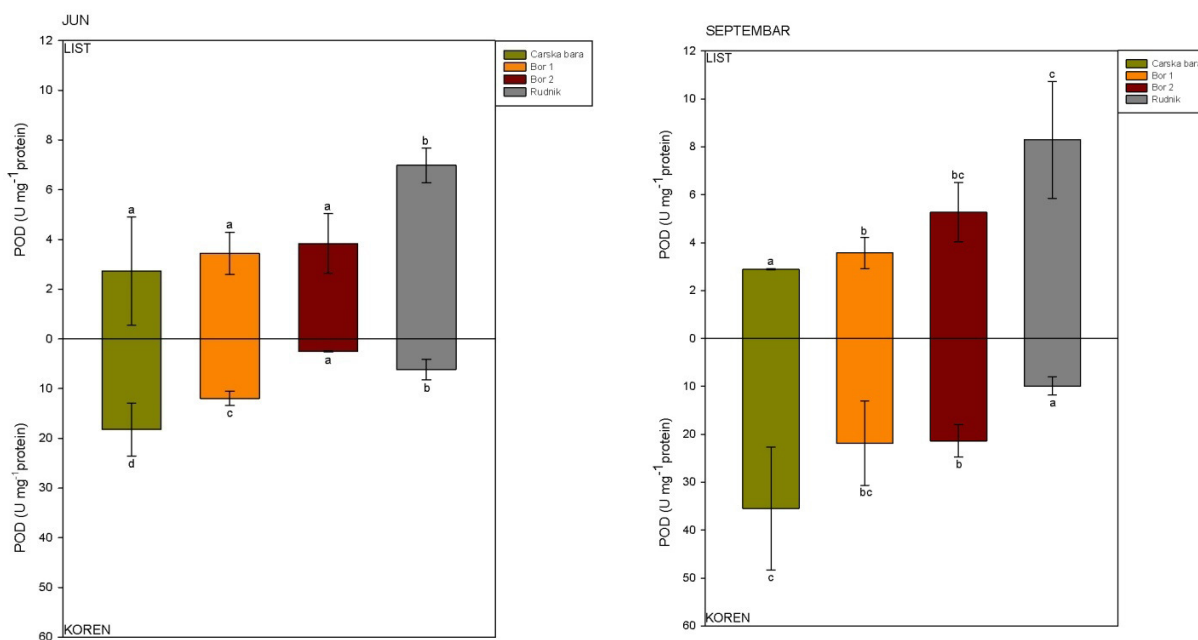 JUN
LIST
12
10
8
6
4
2
0
10
20
30
40
50
60
POD (U mg⁻¹protein)
POD (U mg⁻¹protein)
a
a
a
b
d
c
a
b
KOREN
Carska bara
Bor 1
Bor 2
Rudnik
SEPTEMBAR
LIST
12
10
8
6
4
2
0
10
20
30
40
50
60
POD (U mg⁻¹protein)
POD (U mg⁻¹protein)
a
b
bc
c
c
bc
b
a
KOREN
Carska bara
Bor 1
Bor 2
Rudnik